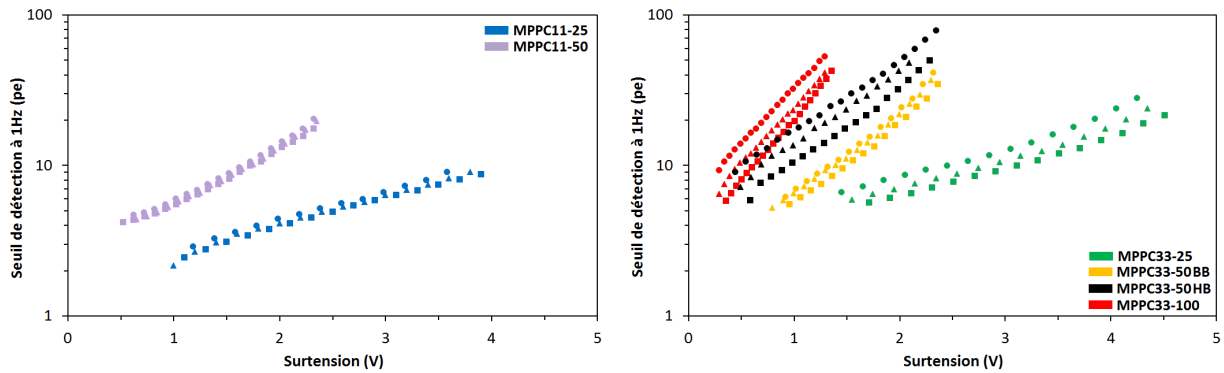 Seuil de détection à 1Hz (pe)
100
10
1
0
1
2
3
4
5
Surtension (V)
MPPC11-25
MPPC11-50
Seuil de détection à 1Hz (pe)
100
10
1
0
1
2
3
4
5
Surtension (V)
MPPC33-25
MPPC33-50BB
MPPC33-50HB
MPPC33-100